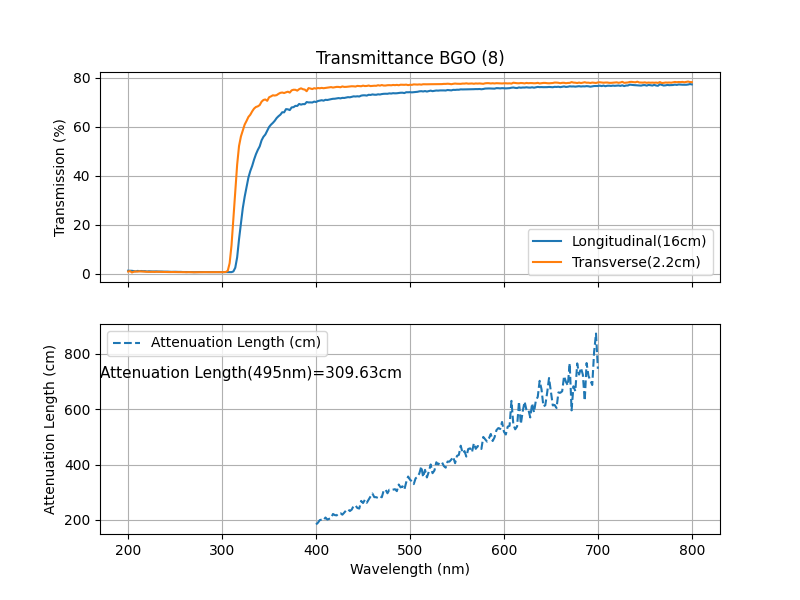 Transmittance BGO (8)
Transmission (%)
80
60
40
20
0
Longitudinal(16cm)
Transverse(2.2cm)
Attenuation Length (cm)
Attenuation Length (cm)
Attenuation Length(495nm)=309.63cm
800
600
400
200
200 300 400 500 600 700 800
Wavelength (nm)